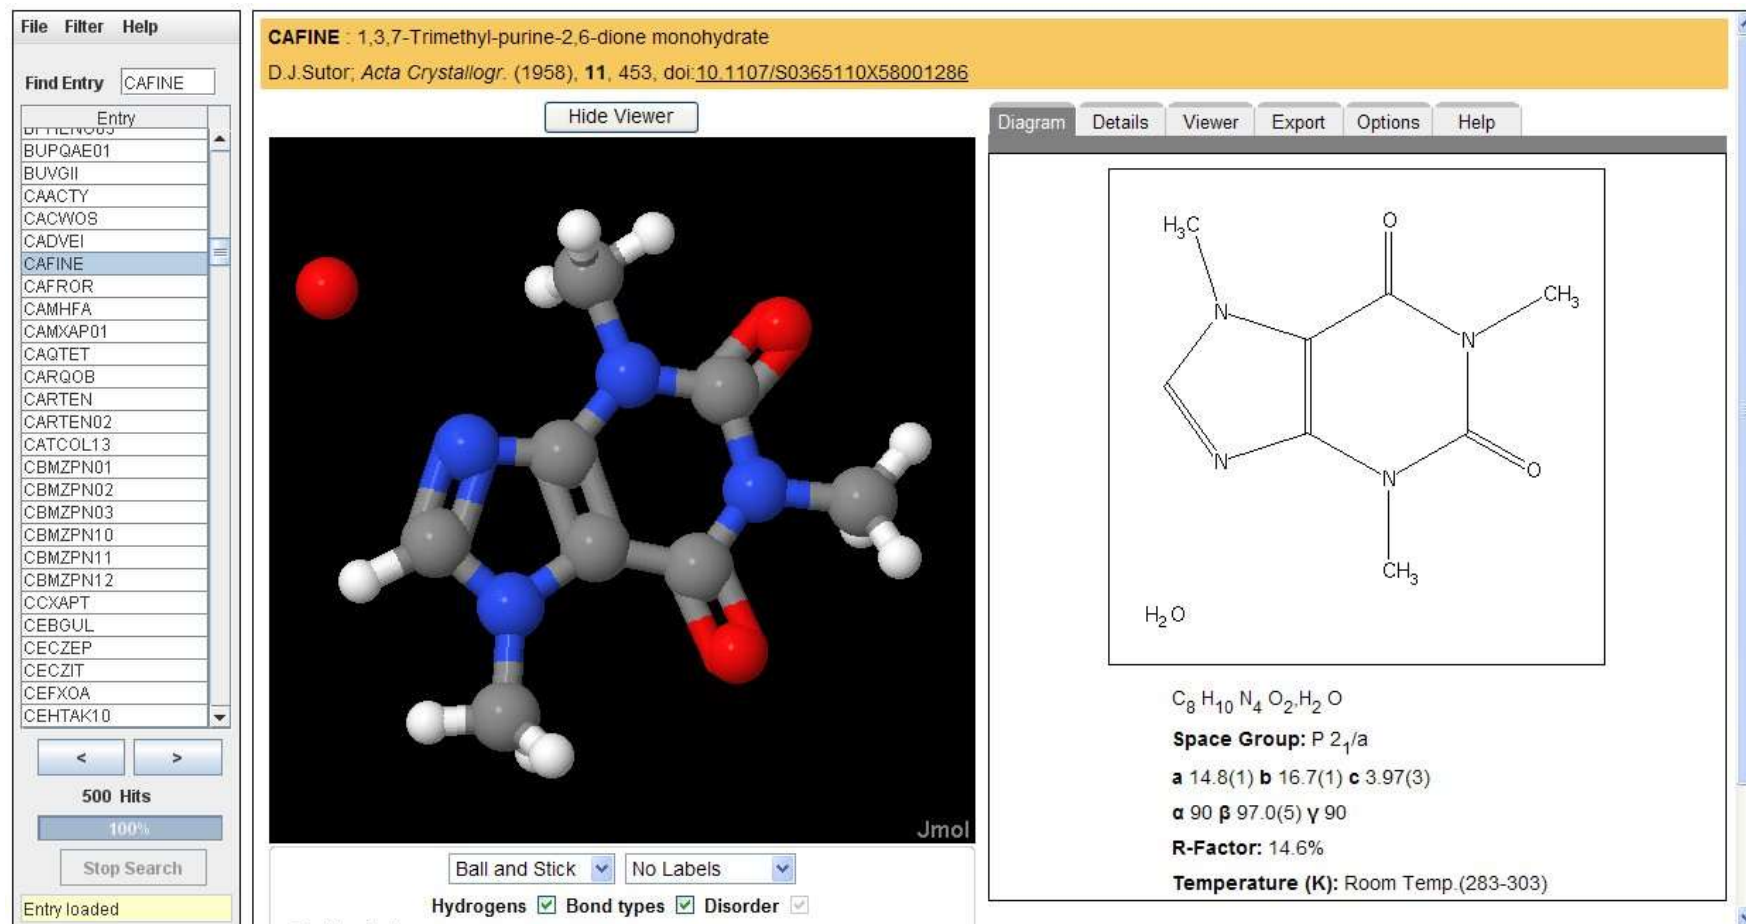 File Filter Help
Find Entry CAFINE
Entry
BUPQAE01
BUVGII
CAACTY
CACWOS
CADVEI
CAFINE
CAFROR
CAMHFA
CAMXAP01
CAQTET
CARQOB
CARTEN
CARTEN02
CATCOL13
CBMZPN01
CBMZPN02
CBMZPN03
CBMZPN10
CBMZPN11
CBMZPN12
CCXAPT
CEBGUL
CECZEP
CECZIT
CEFXOA
CEHTAK10
< >
500 Hits
100%
Stop Search
Entry loaded
CAFINE : 1,3,7-Trimethyl-purine-2,6-dione monohydrate
D.J.Sutor; Acta Crystallogr. (1958), 11, 453, doi:10.1107/S0365110X58001286
Hide Viewer
Jmol
Ball and Stick No Labels
Hydrogens Bond types Disorder
Diagram Details Viewer Export Options Help
H3C
O
CH3
N
N
N
O
N
CH3
H2O
C8 H10 N4 O2,H2 O
Space Group: P 21/a
a 14.8(1) b 16.7(1) c 3.97(3)
α 90 β 97.0(5) γ 90
R-Factor: 14.6%
Temperature (K): Room Temp.(283-303)